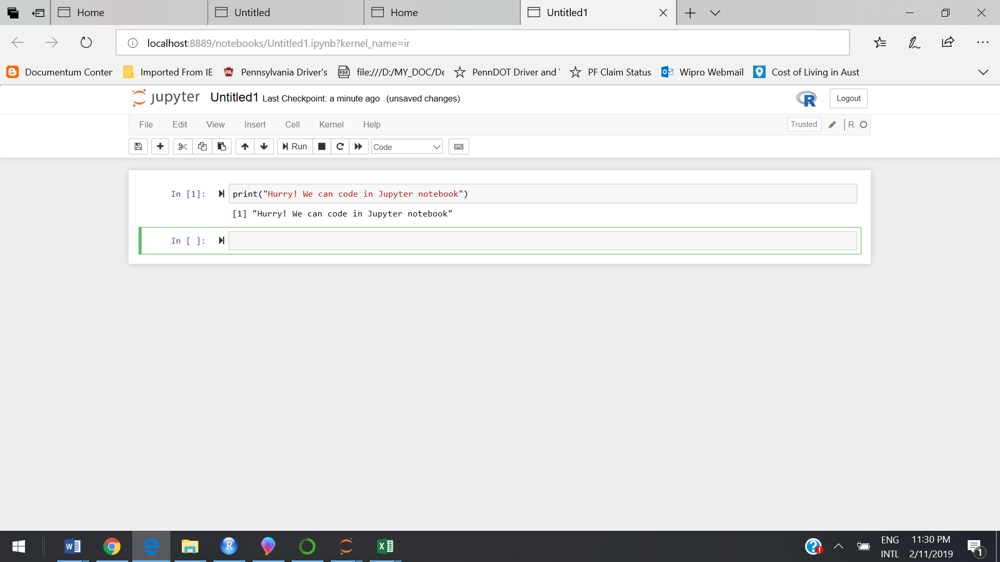 Home Untitled Home Untitled1
localhost:8889/notebooks/Untitled1.ipynb?kernel_name=ir
Documentum Conter Imported From IE PA Pennsylvania Driver's PDF file:///D:/MY_DOC/De PennDOT Driver and ' PF Claim Status Wipro Webmail Cost of Living in Aust
jupyter Untitled1 Last Checkpoint: a minute ago (unsaved changes) R Logout
File Edit View Insert Cell Kernel Help Trusted R
Run Code
In [1]: print("Hurry! We can code in Jupyter notebook")
[1] "Hurry! We can code in Jupyter notebook"
In [ ]:
ENG 11:30 PM
INTL 2/11/2019 1